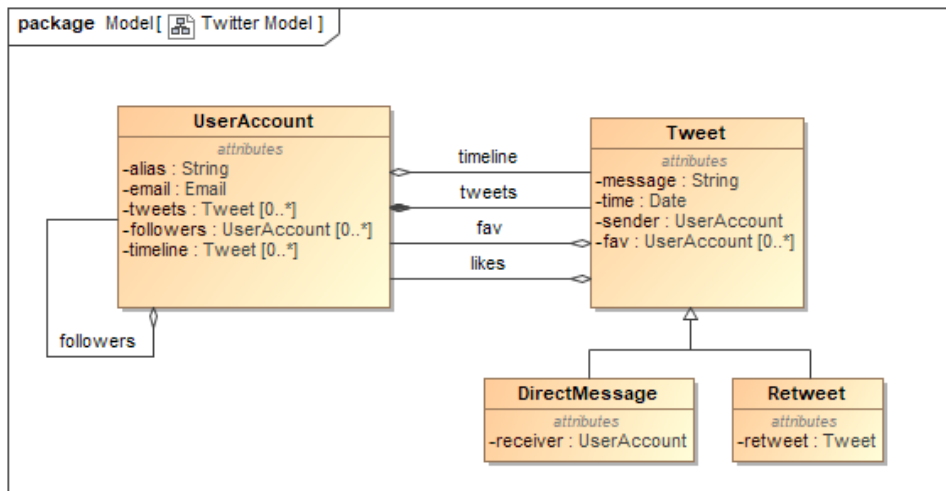 package Model[ Twitter Model ]
UserAccount
attributes
-alias : String
-email : Email
-tweets : Tweet [0..*]
-followers : UserAccount [0..*]
-timeline : Tweet [0..*]
timeline
tweets
fav
likes
followers
Tweet
attributes
-message : String
-time : Date
-sender : UserAccount
-fav : UserAccount [0..*]
DirectMessage
attributes
-receiver : UserAccount
Retweet
attributes
-retweet : Tweet